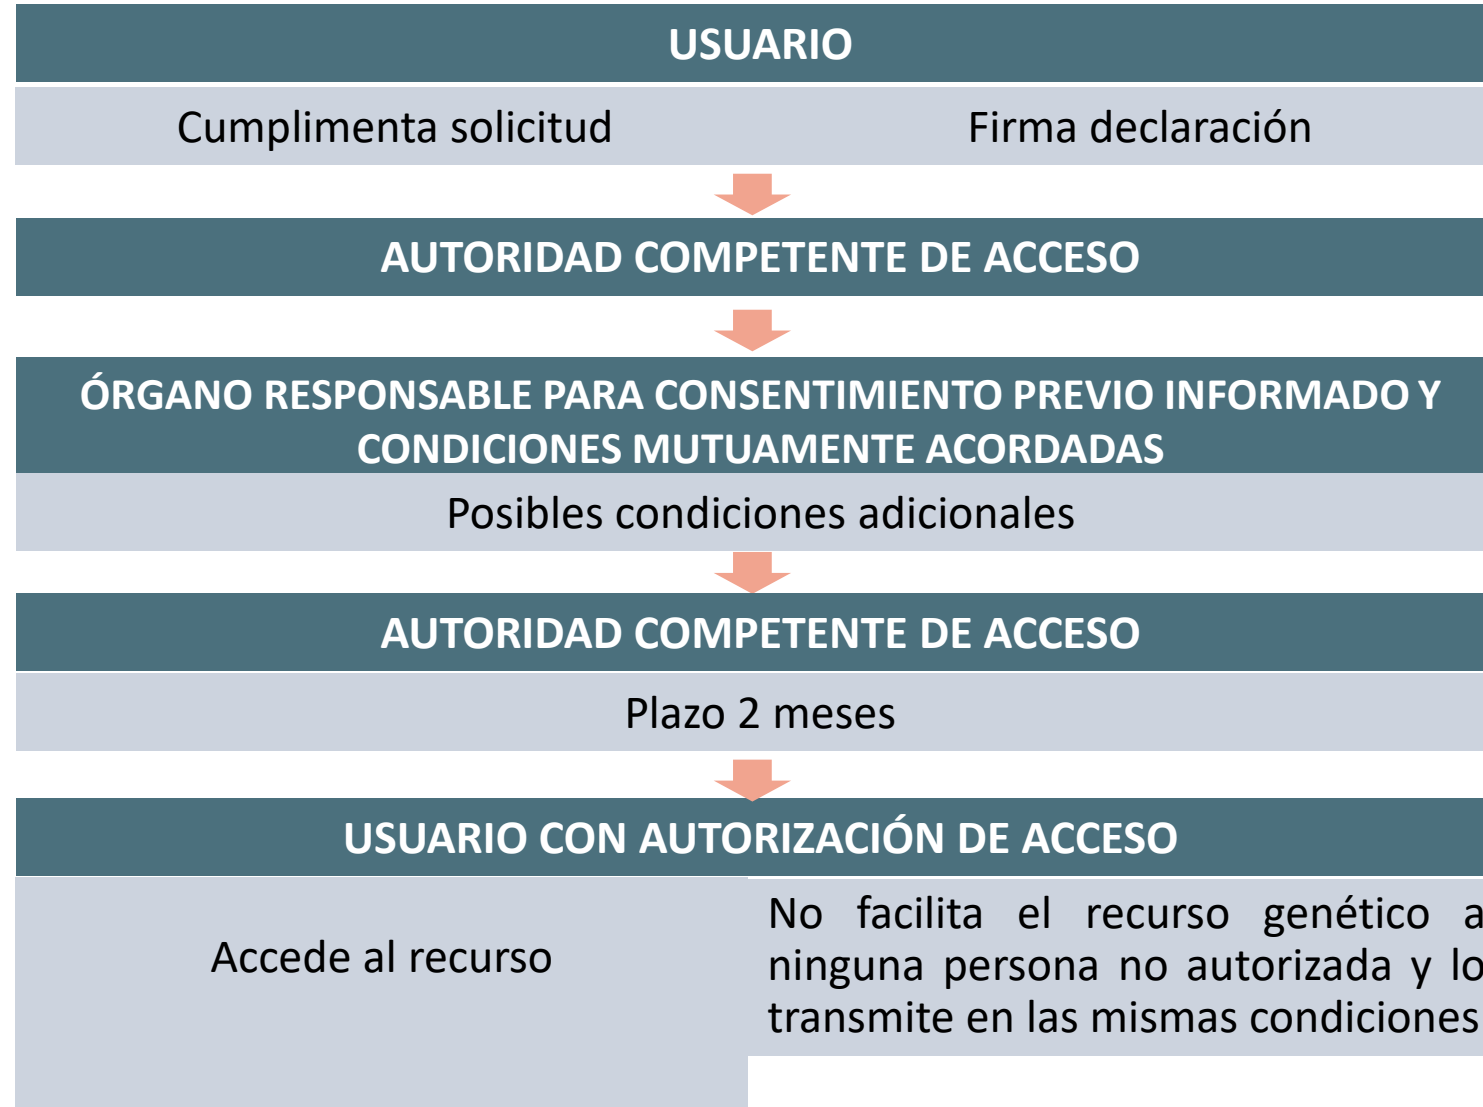 USUARIO
Cumplimenta solicitud
Firma declaración
AUTORIDAD COMPETENTE DE ACCESO
ÓRGANO RESPONSABLE PARA CONSENTIMIENTO PREVIO INFORMADO Y
CONDICIONES MUTUAMENTE ACORDADAS
Posibles condiciones adicionales
AUTORIDAD COMPETENTE DE ACCESO
Plazo 2 meses
USUARIO CON AUTORIZACIÓN DE ACCESO
Accede al recurso
No facilita el recurso genético a
ninguna persona no autorizada y lo
transmite en las mismas condiciones